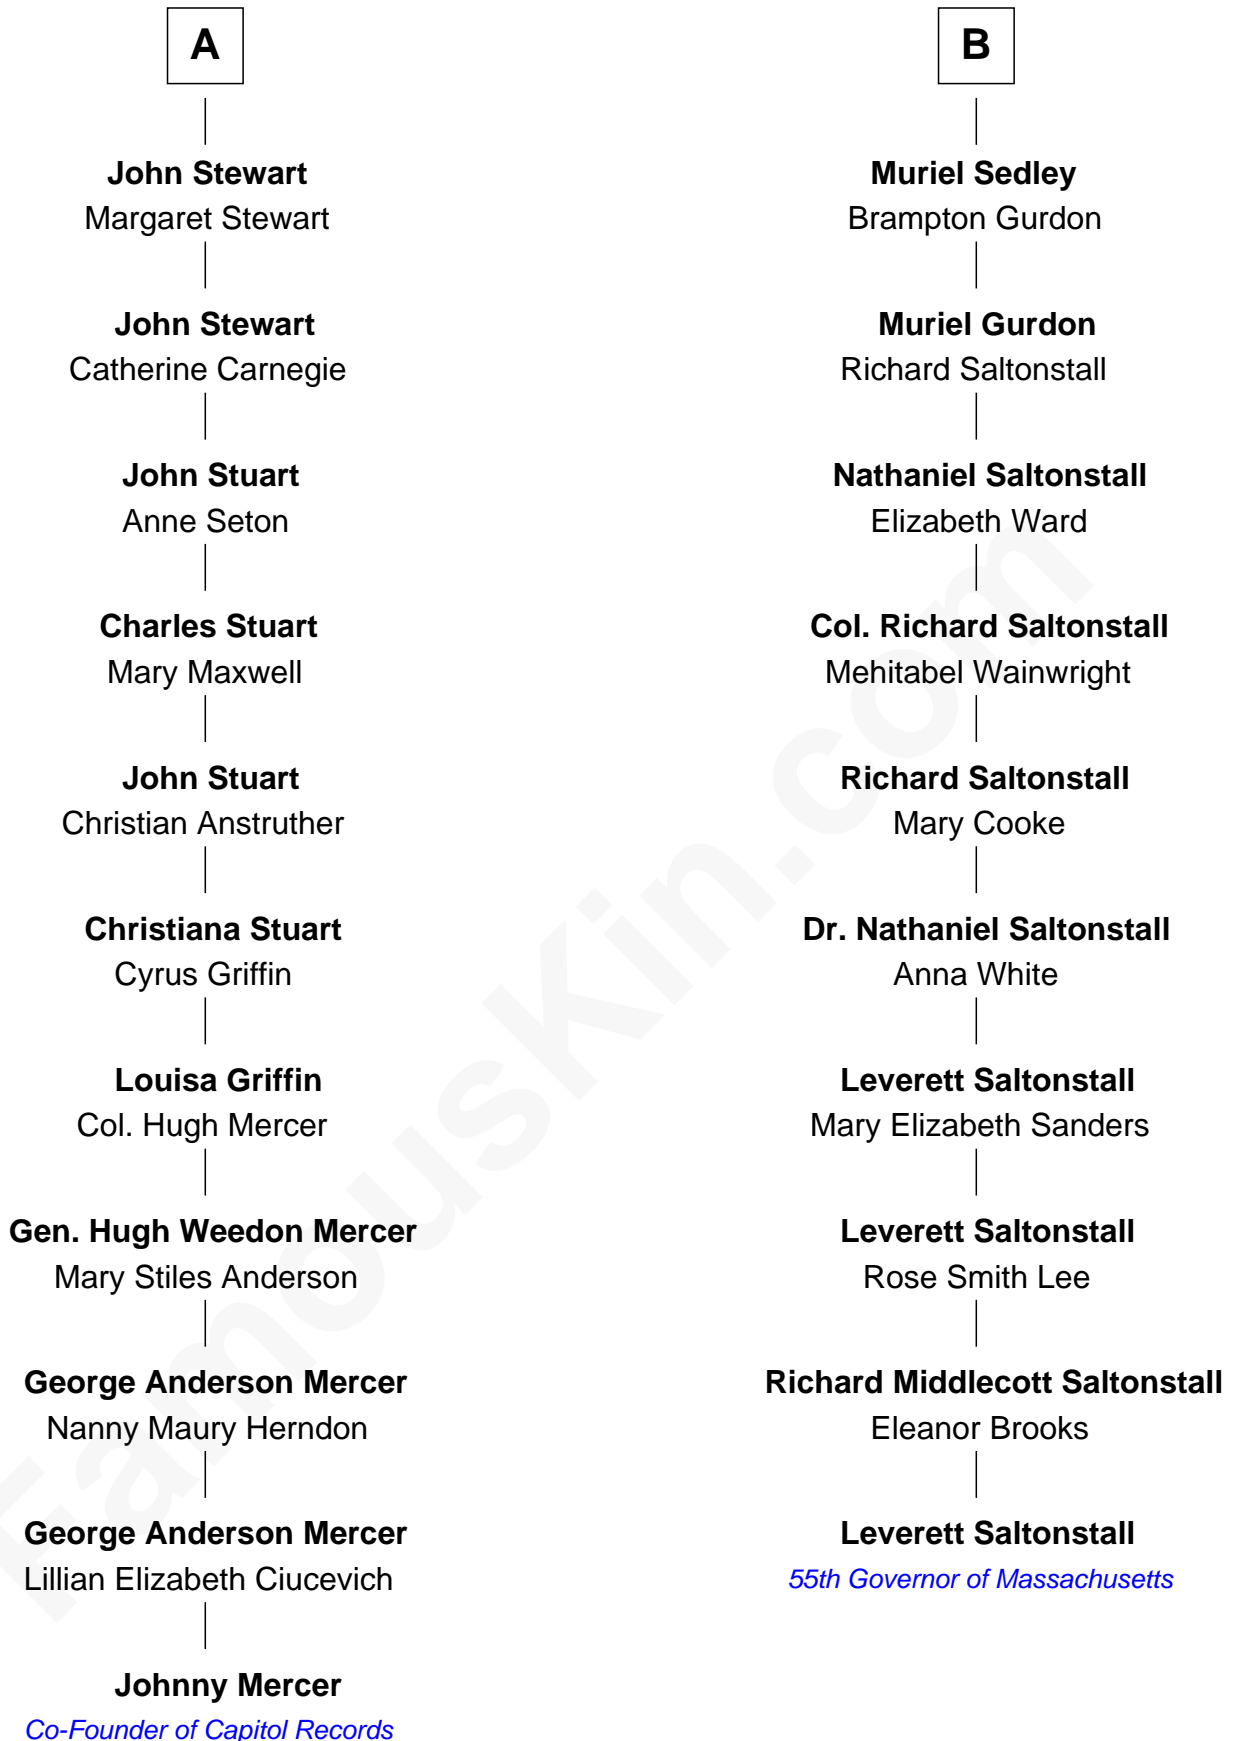 A
John Stewart
Margaret Stewart
John Stewart
Catherine Carnegie
John Stuart
Anne Seton
Charles Stuart
Mary Maxwell
John Stuart
Christian Anstruther
Christiana Stuart
Cyrus Griffin
Louisa Griffin
Col. Hugh Mercer
Gen. Hugh Weedon Mercer
Mary Stiles Anderson
George Anderson Mercer
Nanny Maury Herndon
George Anderson Mercer
Lillian Elizabeth Ciucevich
Johnny Mercer
Co-Founder of Capitol Records
B
Muriel Sedley
Brampton Gurdon
Muriel Gurdon
Richard Saltonstall
Nathaniel Saltonstall
Elizabeth Ward
Col. Richard Saltonstall
Mehitabel Wainwright
Richard Saltonstall
Mary Cooke
Dr. Nathaniel Saltonstall
Anna White
Leverett Saltonstall
Mary Elizabeth Sanders
Leverett Saltonstall
Rose Smith Lee
Richard Middlecott Saltonstall
Eleanor Brooks
Leverett Saltonstall
55th Governor of Massachusetts
FamousKin.com